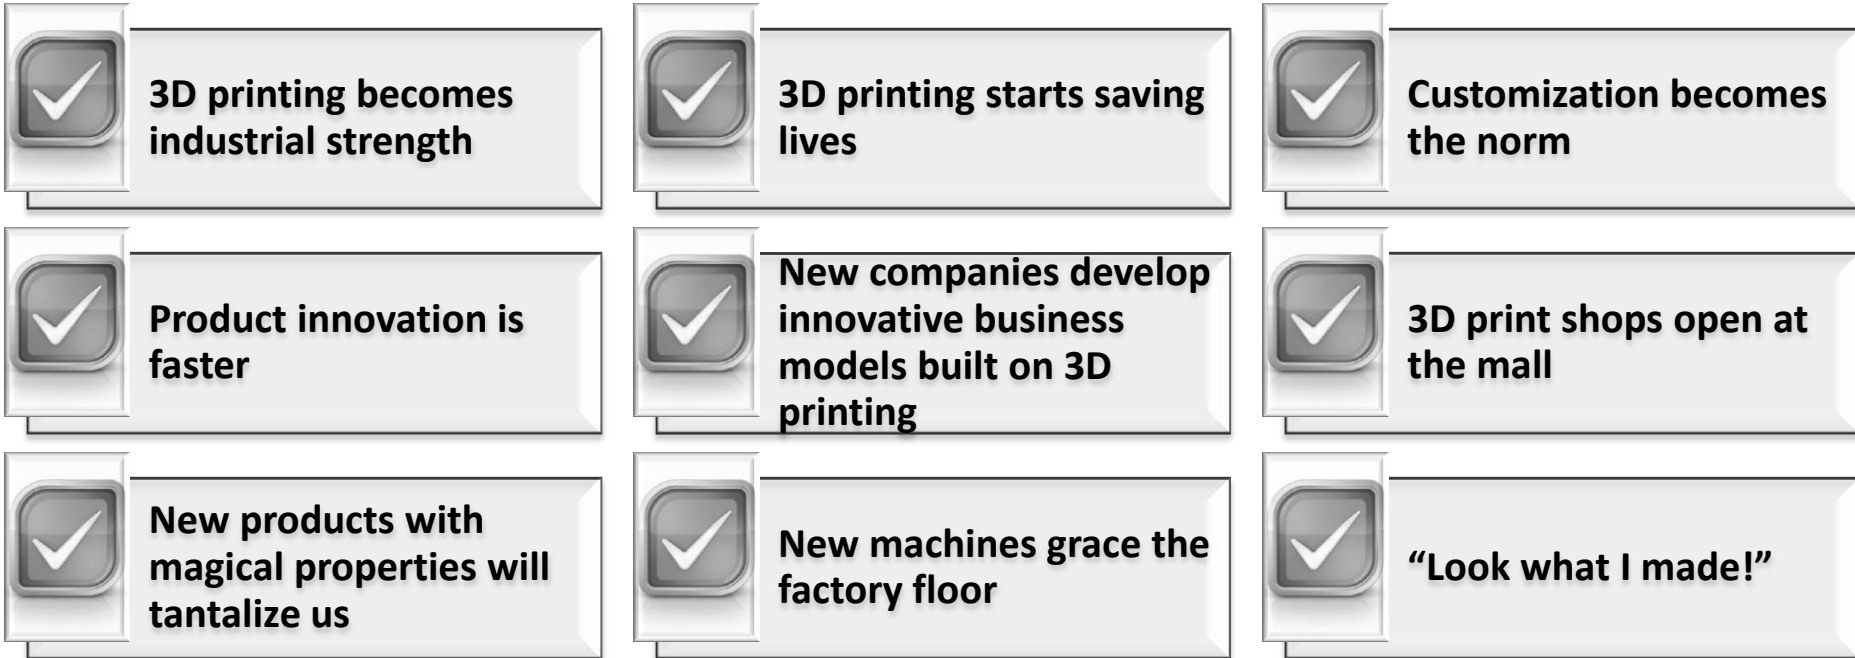 3D printing becomes
industrial strength
3D printing starts saving
lives
Customization becomes
the norm
Product innovation is
faster
New companies develop
innovative business
models built on 3D
printing
3D print shops open at
the mall
New products with
magical properties will
tantalize us
New machines grace the
factory floor
“Look what I made!”